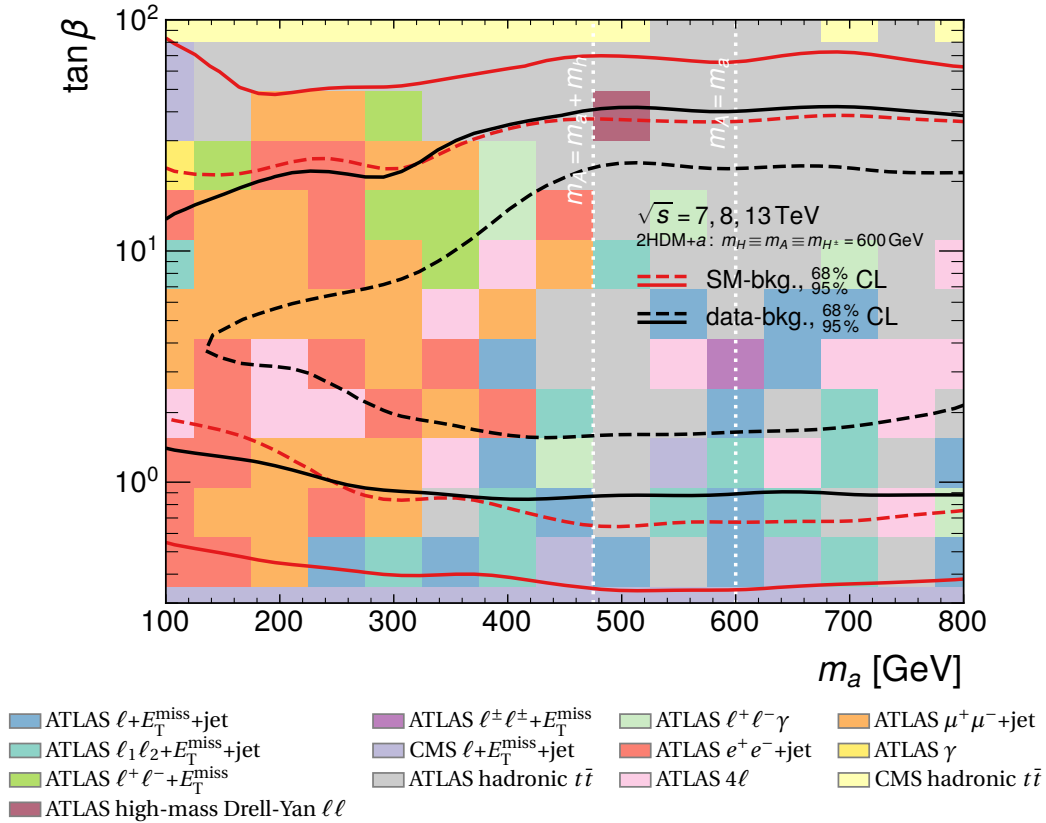 10²
10¹
10⁰
tan β
m_A = m_a + m_h
m_A = m_a
√s = 7, 8, 13 TeV
2HDM+a: m_H ≡ m_A ≡ m_{H^±} = 600 GeV
SM-bkg., 68% 95% CL
data-bkg., 68% 95% CL
100 200 300 400 500 600 700 800
m_a [GeV]
ATLAS ℓ+E_T^miss+jet
ATLAS ℓ₁ℓ₂+E_T^miss+jet
ATLAS ℓ⁺ℓ⁻+E_T^miss
ATLAS high-mass Drell-Yan ℓℓ
ATLAS ℓ^±ℓ^±+E_T^miss
CMS ℓ+E_T^miss+jet
ATLAS hadronic tt̄
ATLAS ℓ⁺ℓ⁻γ
ATLAS e⁺e⁻+jet
ATLAS 4ℓ
ATLAS μ⁺μ⁻+jet
ATLAS γ
CMS hadronic tt̄